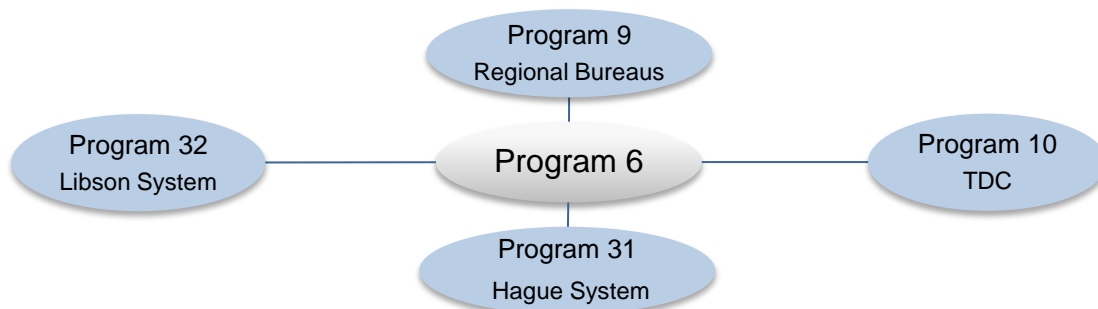 Program 9
Regional Bureaus
Program 32
Libson System
Program 6
Program 10
TDC
Program 31
Hague System